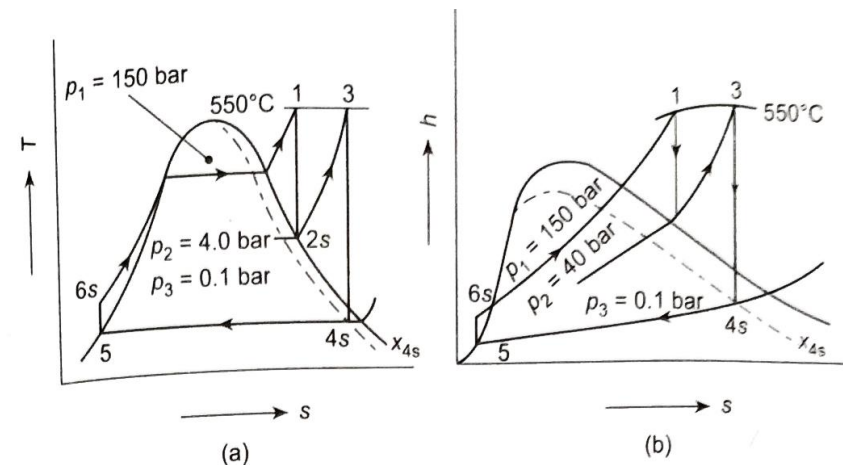 p₁ = 150 bar
550°C
1
3
T
p₂ = 4.0 bar
2s
p₃ = 0.1 bar
6s
5
4s
x₄ₛ
s
(a)
h
1
3
550°C
p₁ = 150 bar
p₂ = 40 bar
6s
p₃ = 0.1 bar
5
4s
x₄ₛ
s
(b)